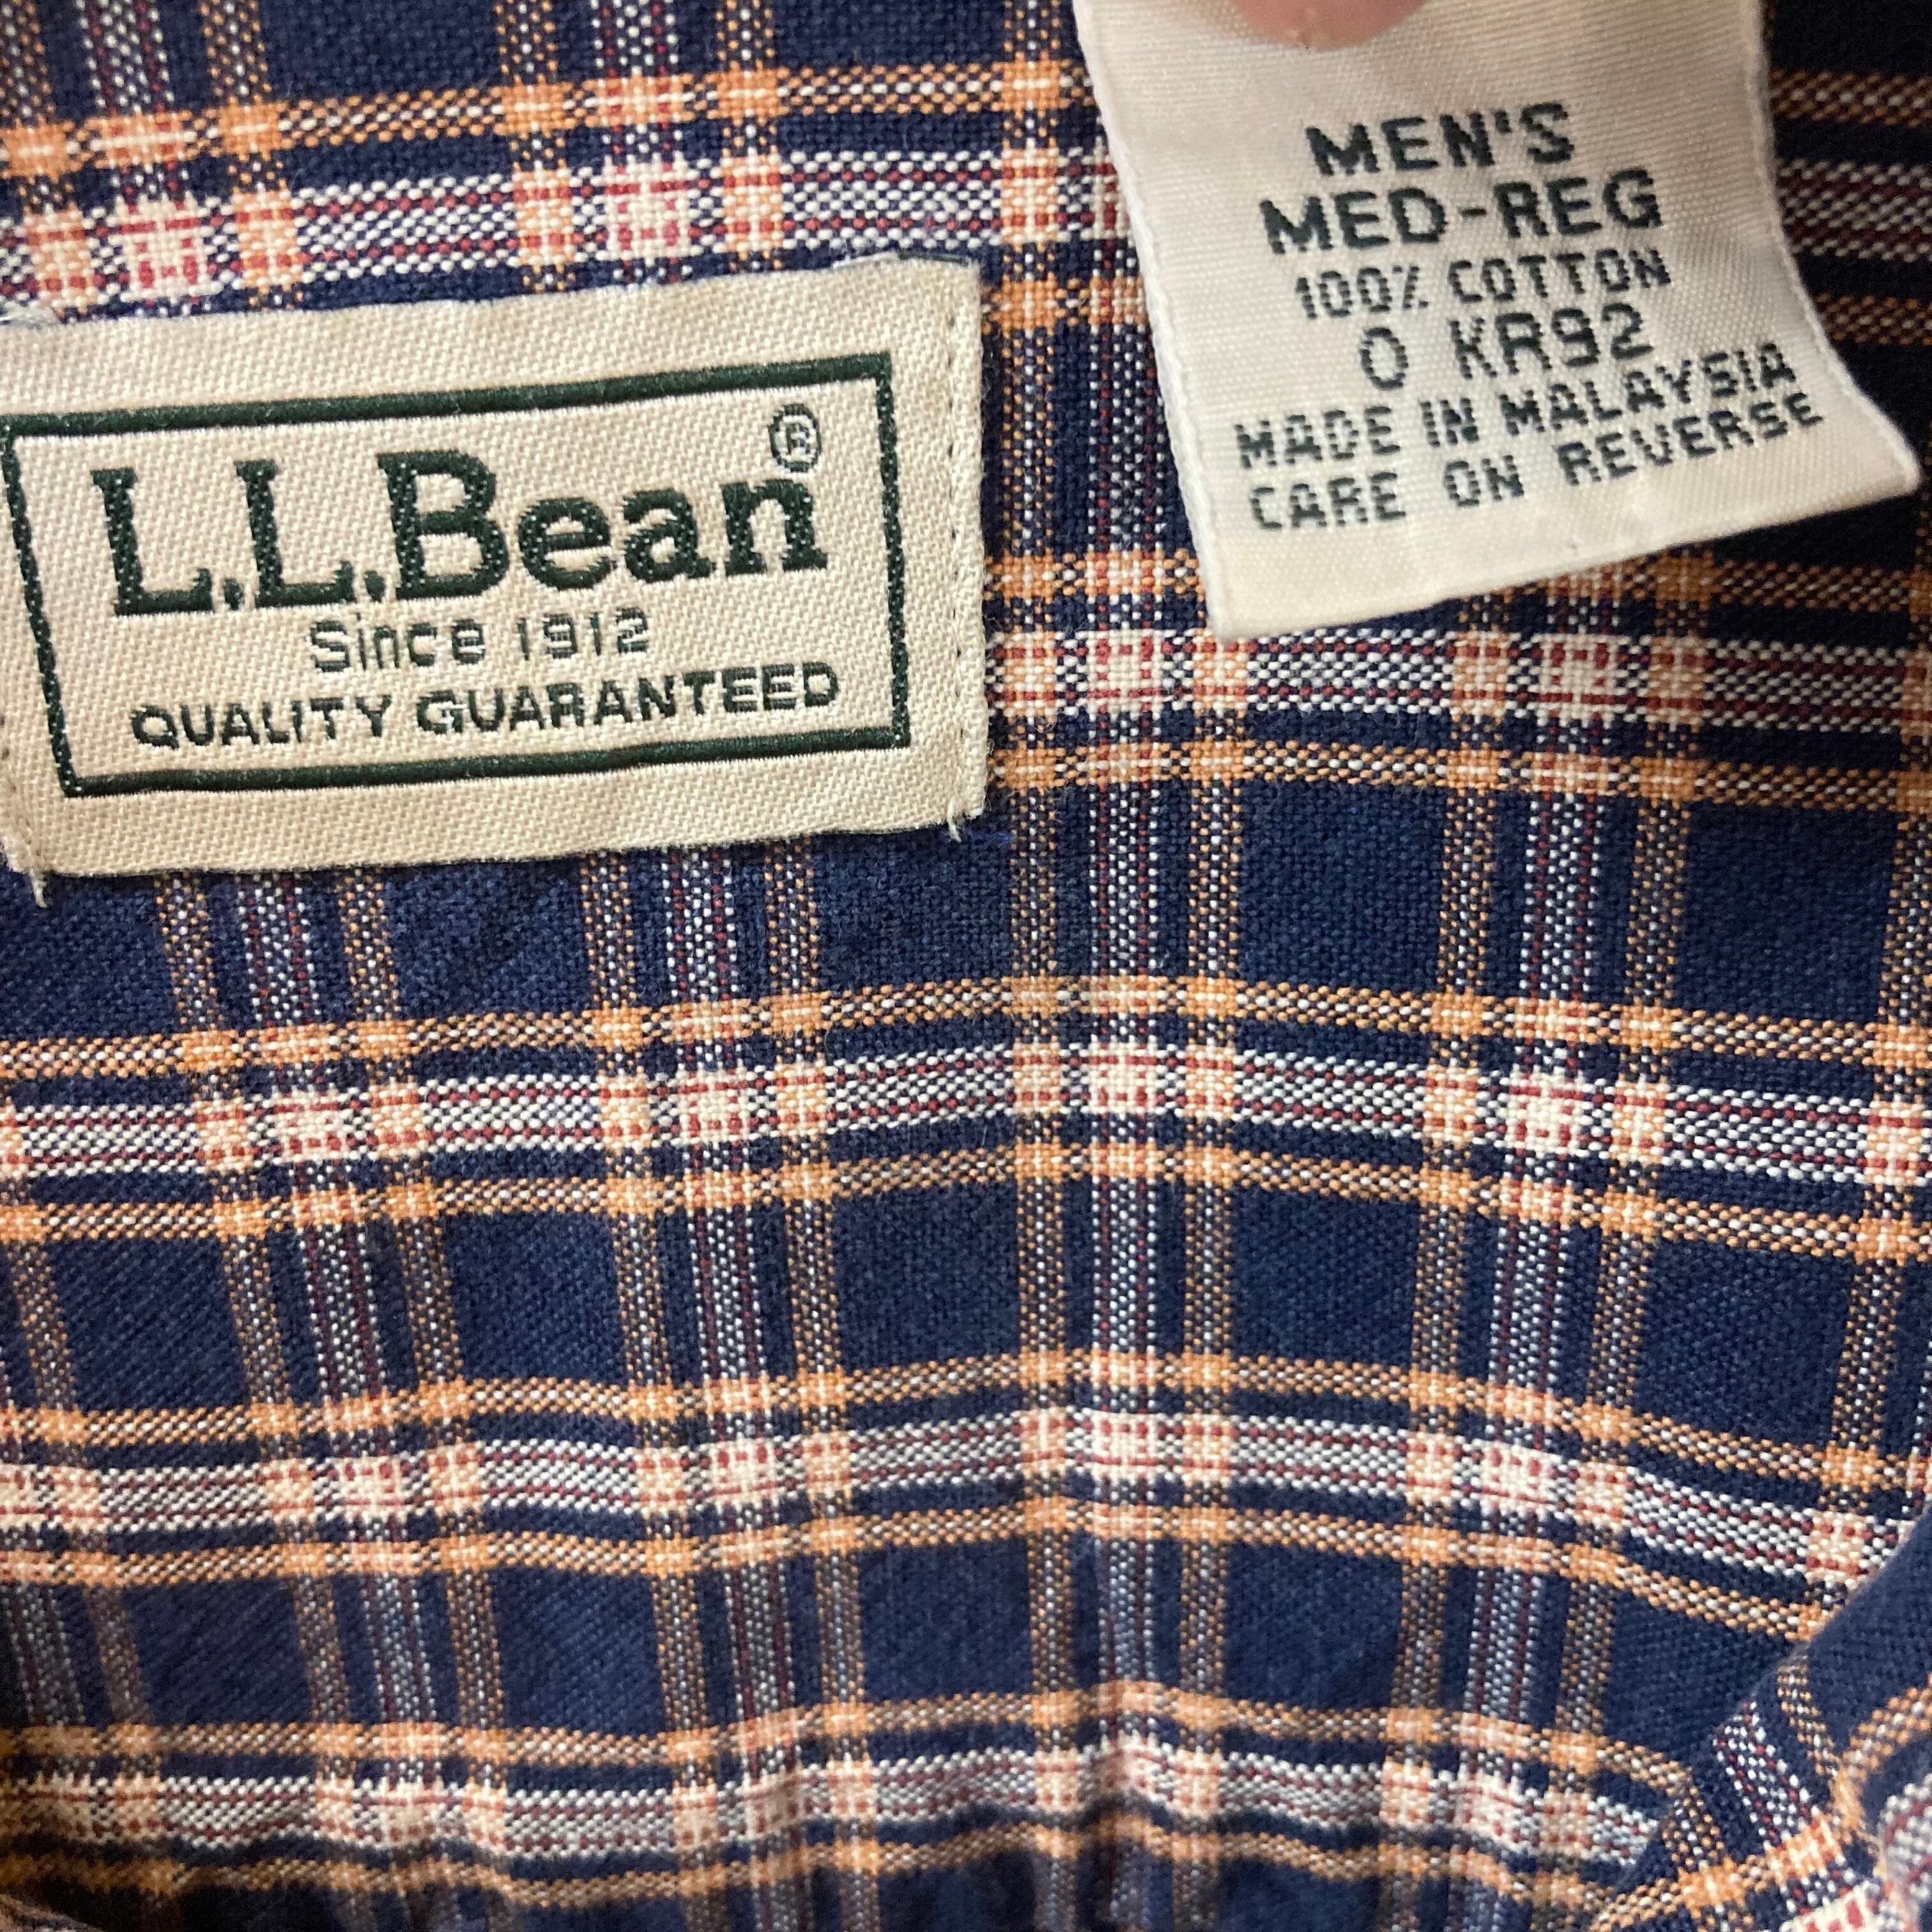 L.L.Bean®
Since 1912
QUALITY GUARANTEED
MEN'S
MED-REG
100% COTTON
0 KR92
MADE IN MALAYSIA
CARE ON REVERSE